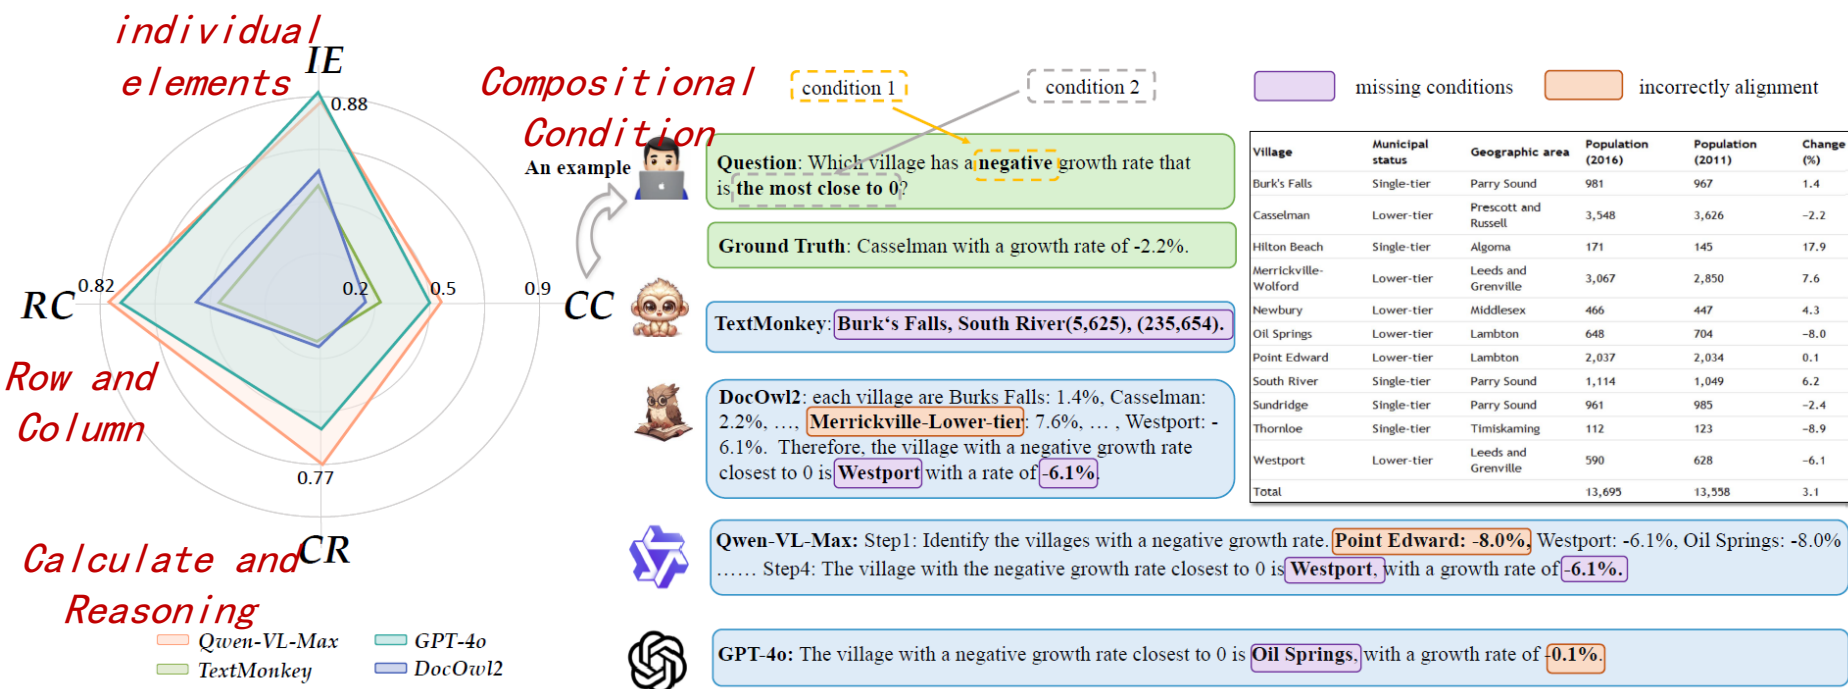 individual
elements
IE
0.88
Compositional
Condition
0.82
RC
0.2
0.5
0.9
CC
Row and
Column
0.77
CR
Calculate and
Reasoning
Qwen-VL-Max
GPT-4o
TextMonkey
DocOwl2
condition 1
condition 2
missing conditions
incorrectly alignment
An example
Question: Which village has a negative growth rate that
is the most close to 0?
Ground Truth: Casselman with a growth rate of -2.2%.
TextMonkey: Burk‘s Falls, South River(5,625), (235,654).
DocOwl2: each village are Burks Falls: 1.4%, Casselman:
2.2%, …, Merrickville-Lower-tier: 7.6%, … , Westport: -
6.1%. Therefore, the village with a negative growth rate
closest to 0 is Westport with a rate of -6.1%.
Village Municipal status Geographic area Population (2016) Population (2011) Change (%)
Burk's Falls Single-tier Parry Sound 981 967 1.4
Casselman Lower-tier Prescott and Russell 3,548 3,626 −2.2
Hilton Beach Single-tier Algoma 171 145 17.9
Merrickville-Wolford Lower-tier Leeds and Grenville 3,067 2,850 7.6
Newbury Lower-tier Middlesex 466 447 4.3
Oil Springs Lower-tier Lambton 648 704 −8.0
Point Edward Lower-tier Lambton 2,037 2,034 0.1
South River Single-tier Parry Sound 1,114 1,049 6.2
Sundridge Single-tier Parry Sound 961 985 −2.4
Thornloe Single-tier Timiskaming 112 123 −8.9
Westport Lower-tier Leeds and Grenville 590 628 −6.1
Total 13,695 13,558 3.1
Qwen-VL-Max: Step1: Identify the villages with a negative growth rate. Point Edward: -8.0%, Westport: -6.1%, Oil Springs: -8.0%
…… Step4: The village with the negative growth rate closest to 0 is Westport, with a growth rate of -6.1%.
GPT-4o: The village with a negative growth rate closest to 0 is Oil Springs, with a growth rate of -0.1%.